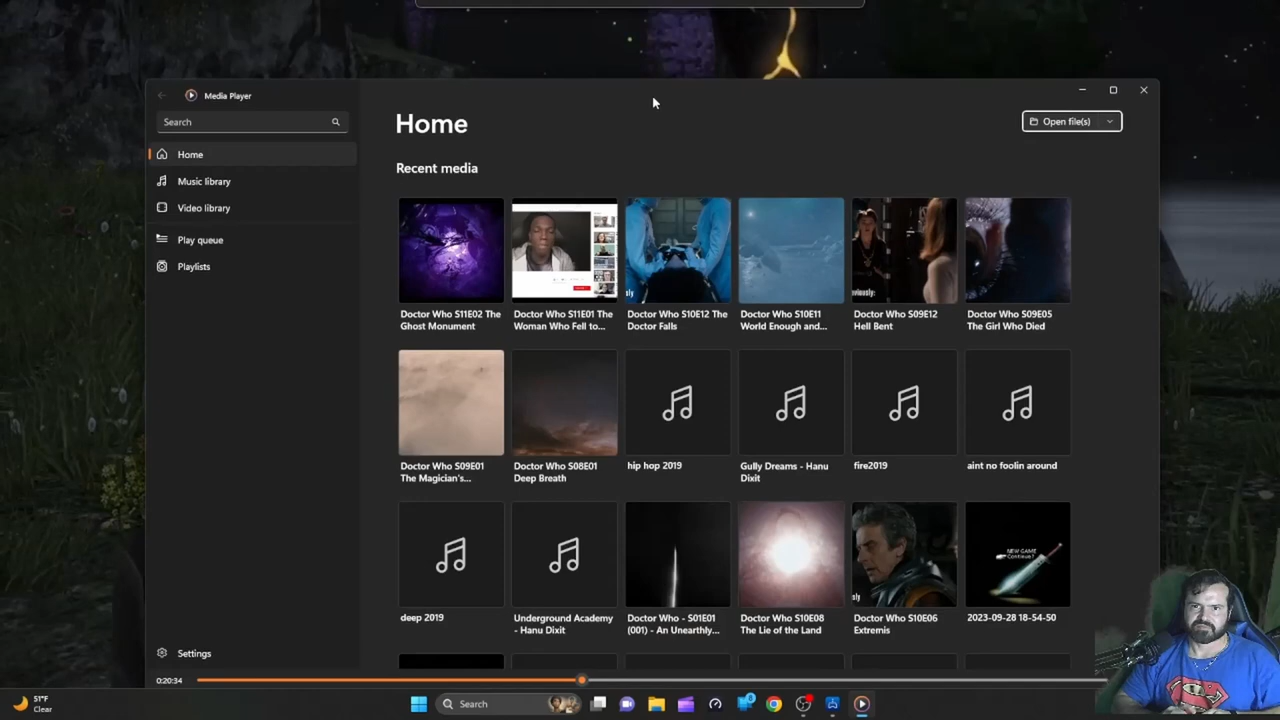 Media Player
Search
Home
Music library
Video library
Play queue
Playlists
Settings
Home
Open file(s)
Recent media
Doctor Who S11E02 The
Ghost Monument
Doctor Who S11E01 The
Woman Who Fell to...
Doctor Who S10E12 The
Doctor Falls
Doctor Who S10E11
World Enough and...
Doctor Who S09E12
Hell Bent
Doctor Who S09E05
The Girl Who Died
Doctor Who S09E01
The Magician's...
Doctor Who S08E01
Deep Breath
hip hop 2019
Gully Dreams - Hanu
Dixit
fire2019
aint no foolin around
deep 2019
Underground Academy
- Hanu Dixit
Doctor Who - S01E01
(001) - An Unearthly...
Doctor Who S10E08
The Lie of the Land
Doctor Who S10E06
Extremis
NEW GAME
Continue?
2023-09-28 18-54-50
0:20:34
51°F
Clear
Search